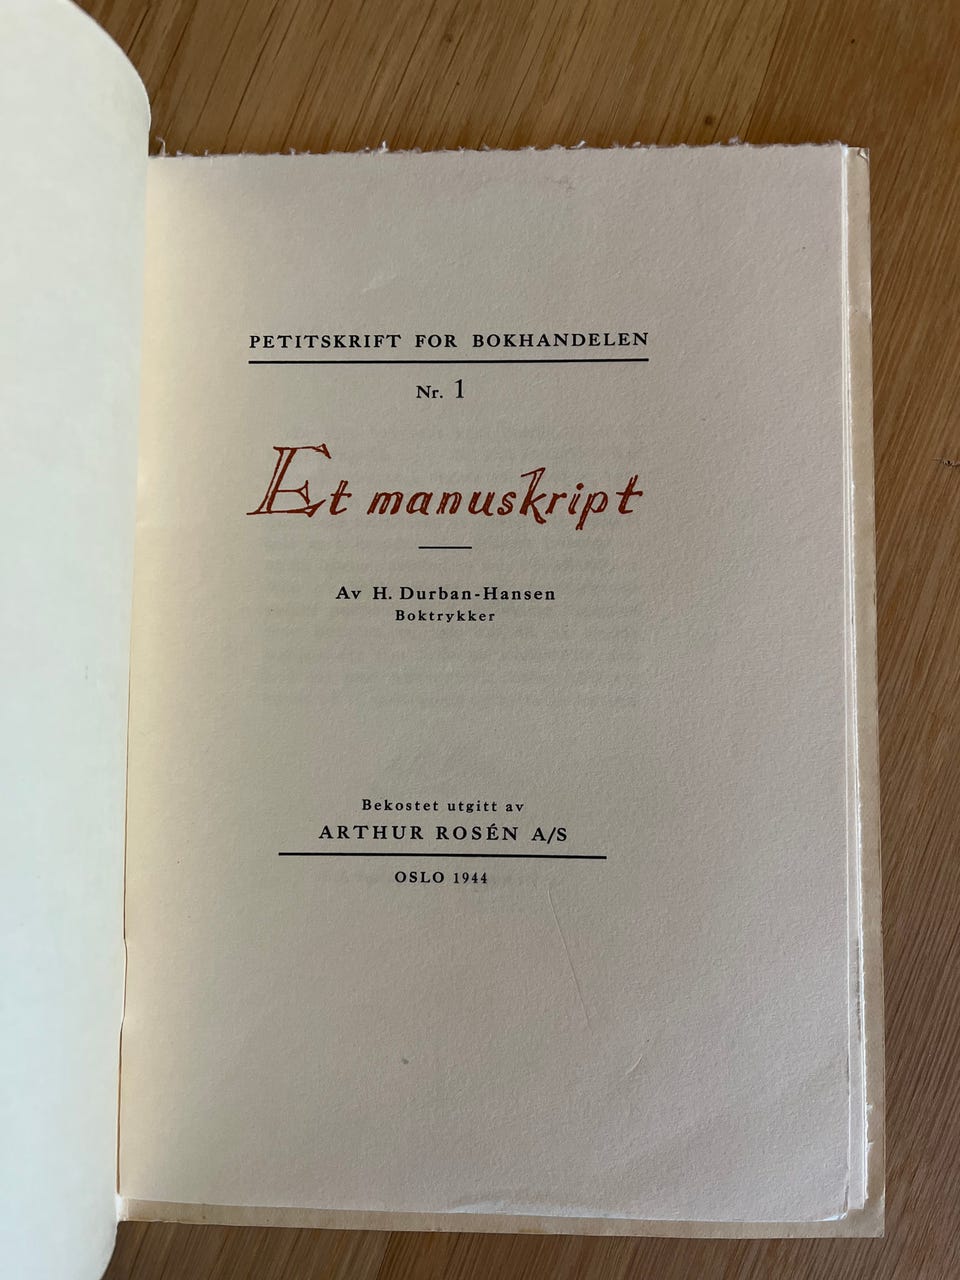 PETITSKRIFT FOR BOKHANDELEN
Nr. 1
Et manuskript
Av H. Durban-Hansen
Boktrykker
Bekostet utgitt av
ARTHUR ROSÉN A/S
OSLO 1944